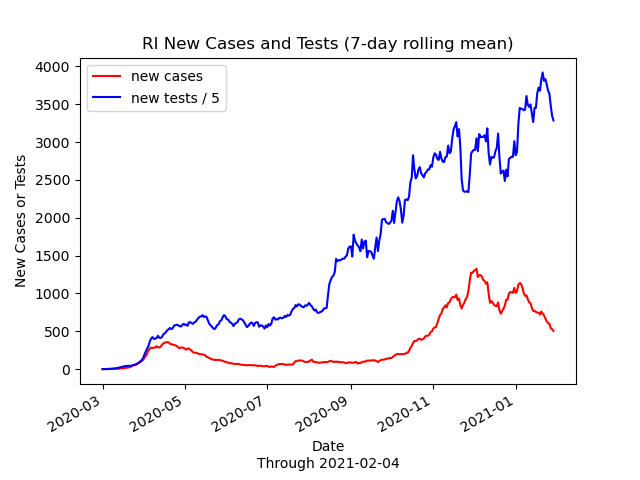 RI New Cases and Tests (7-day rolling mean)
new cases
new tests / 5
New Cases or Tests
4000
3500
3000
2500
2000
1500
1000
500
0
2020-03
2020-05
2020-07
2020-09
2020-11
2021-01
Date
Through 2021-02-04